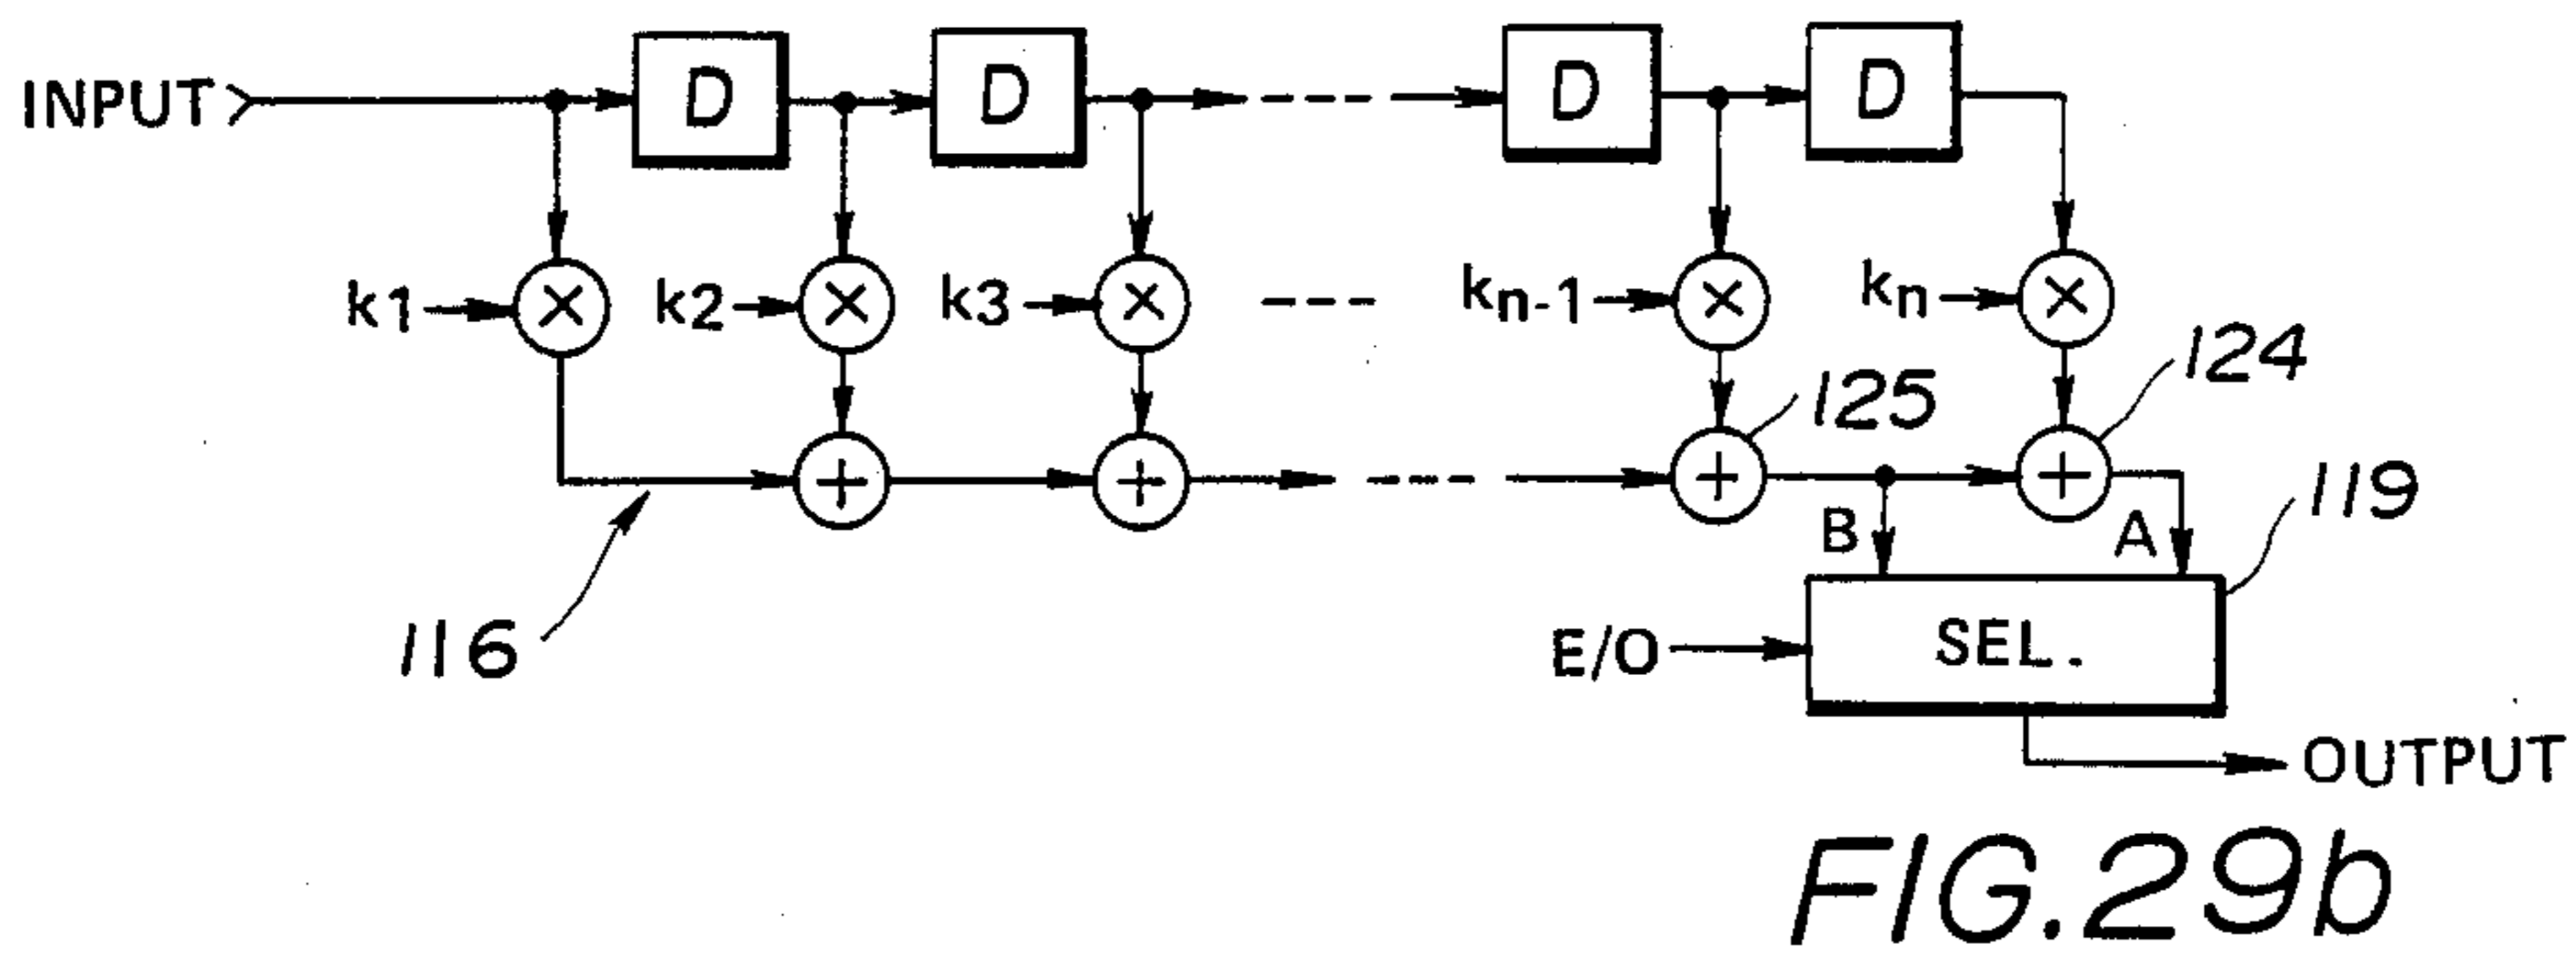 INPUT
D
D
D
D
k1
×
k2
×
k3
×
kn-1
×
kn
×
124
125
+
+
+
+
119
B
A
116
E/O
SEL.
OUTPUT
FIG.29b